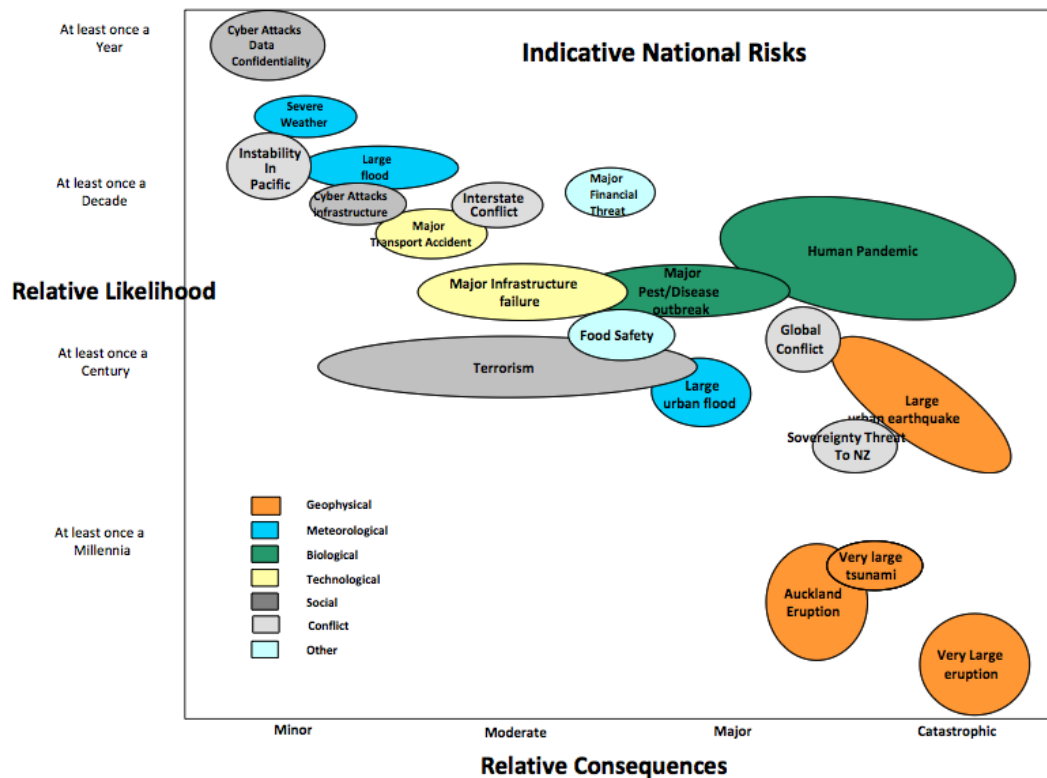 At least once a
Year
Cyber Attacks
Data
Confidentiality
Indicative National Risks
Severe
Weather
Instability
In
Pacific
Large
flood
At least once a
Decade
Cyber Attacks
infrastructure
Interstate
Conflict
Major
Financial
Threat
Major
Transport Accident
Human Pandemic
Relative Likelihood
Major Infrastructure
failure
Major
Pest/Disease
outbreak
Food Safety
Global
Conflict
At least once a
Century
Terrorism
Large
urban flood
Large
urban earthquake
Sovereignty Threat
To NZ
Geophysical
Meteorological
Biological
Technological
Social
Conflict
Other
At least once a
Millennia
Very large
tsunami
Auckland
Eruption
Very Large
eruption
Minor
Moderate
Major
Catastrophic
Relative Consequences